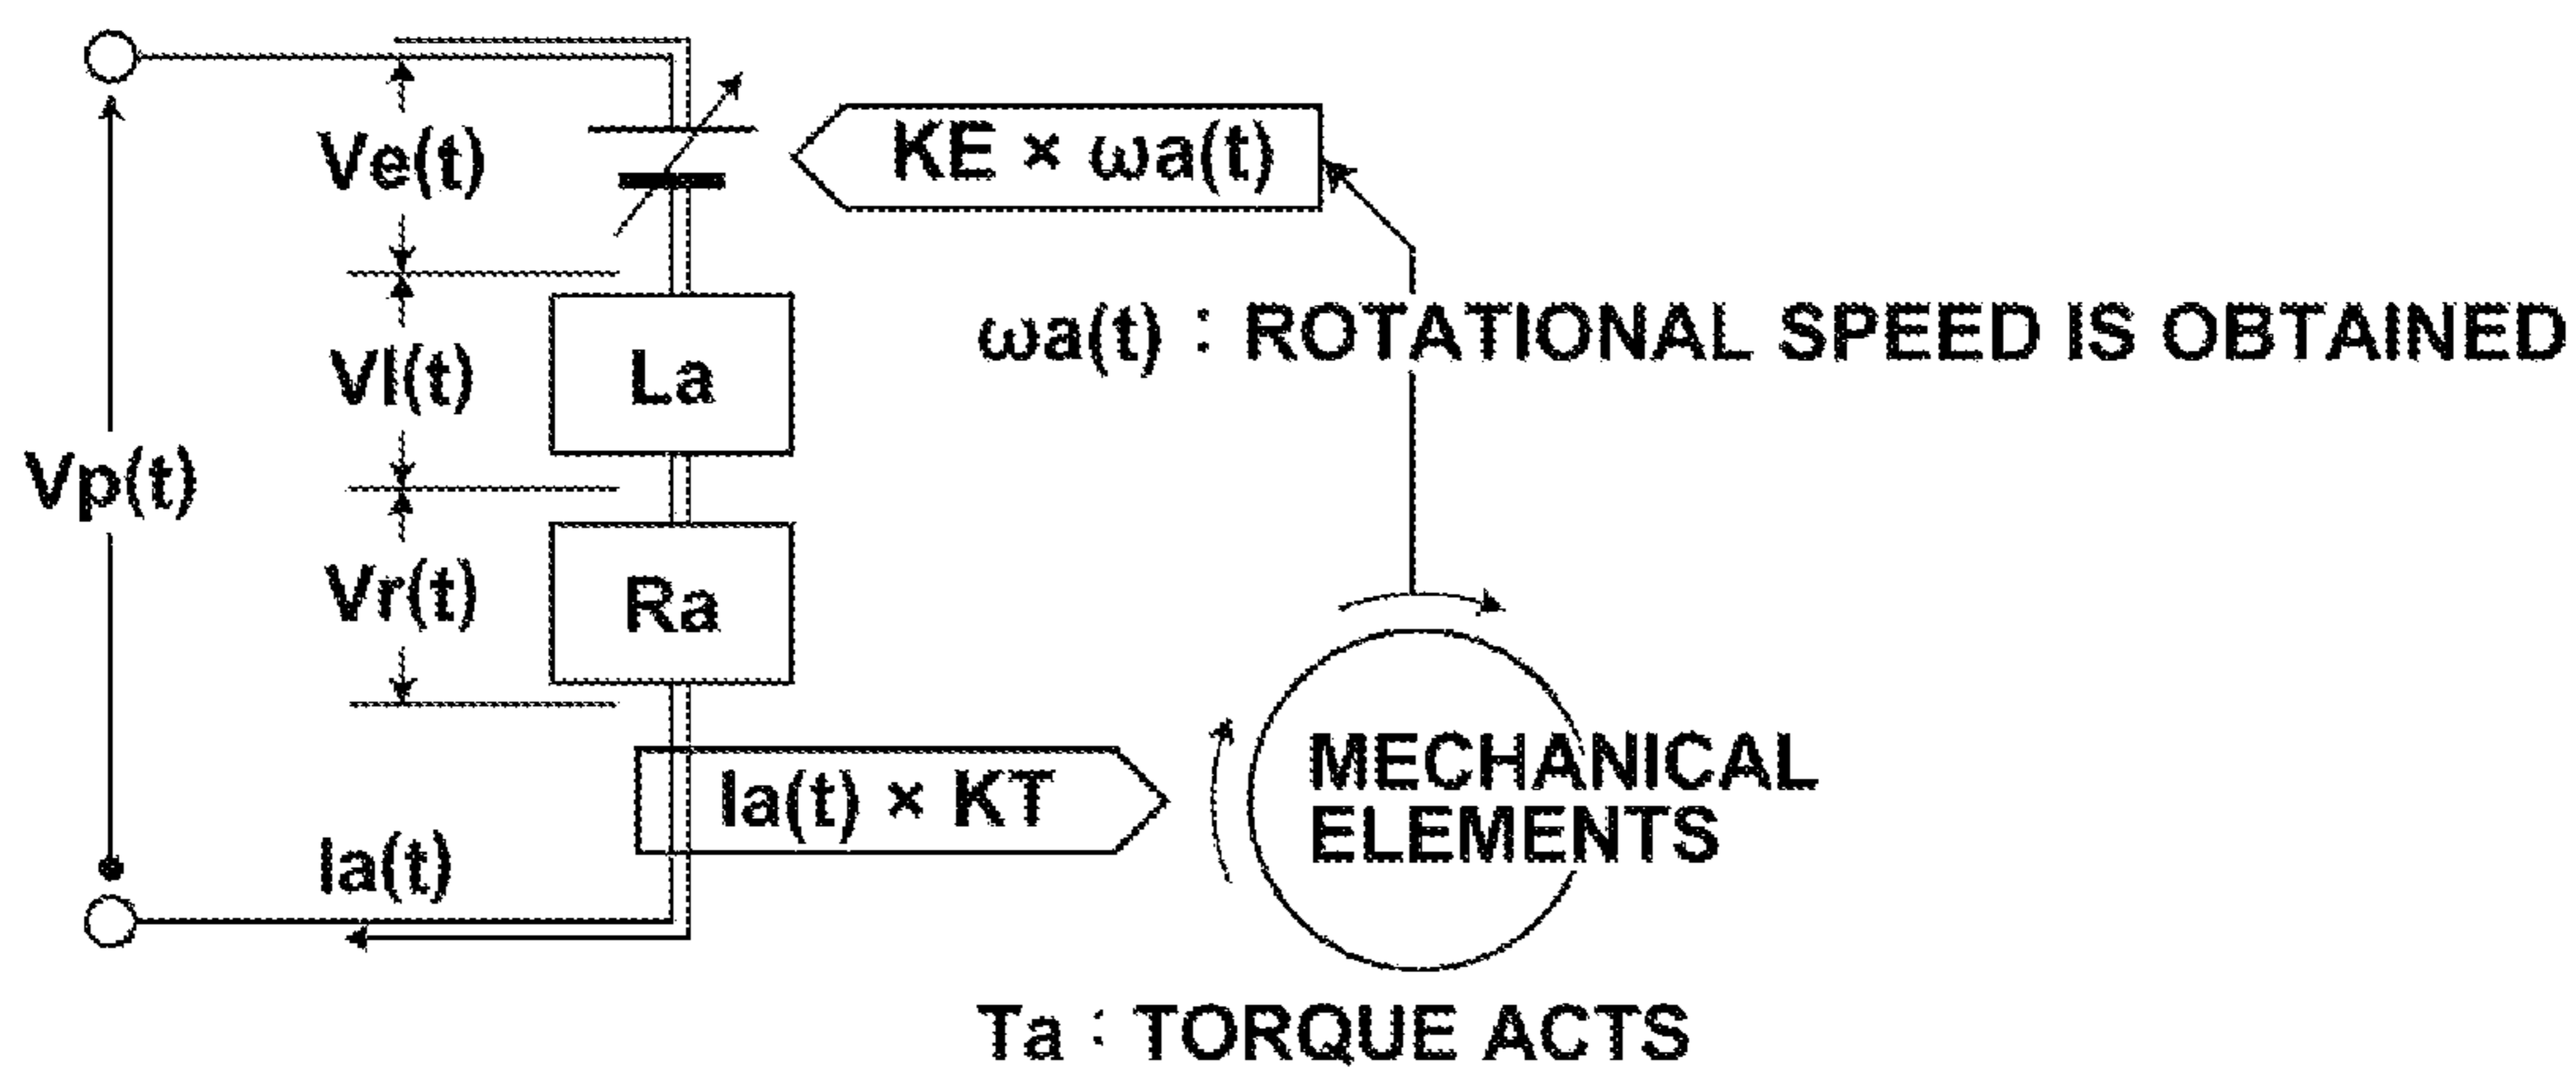 Ve(t)
KE × ωa(t)
Vl(t)
La
ωa(t) : ROTATIONAL SPEED IS OBTAINED
Vp(t)
Vr(t)
Ra
Ia(t) × KT
MECHANICAL
ELEMENTS
Ia(t)
Ta : TORQUE ACTS